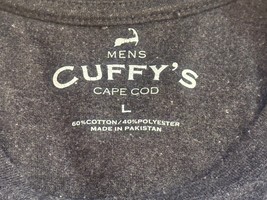 MENS
CUFFY'S
CAPE COD
L
60%COTTON/40%POLYESTER
MADE IN PAKISTAN